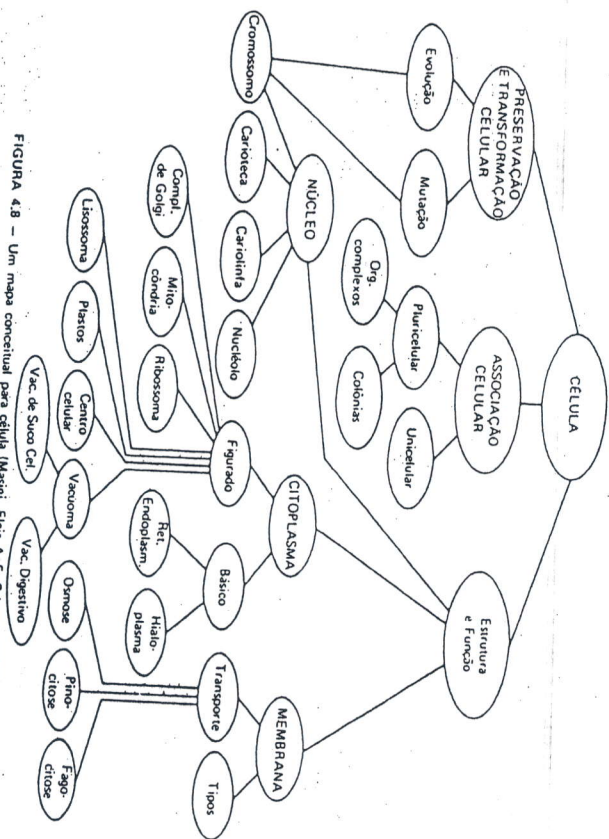 CÉLULA
PRESERVAÇÃO
E TRANSFORMAÇÃO
CELULAR
ASSOCIAÇÃO
CELULAR
Estrutura
e Função
Evolução
Mutação
Pluricelular
Unicelular
Org.
complexos
Colônias
NÚCLEO
CITOPLASMA
MEMBRANA
Cromossomo
Carioteca
Cariolinfa
Nucléolo
Figurado
Básico
Transporte
Tipos
Compl.
de Golgi
Mito-
côndria
Ribossoma
Ret.
Endoplasm.
Hialo-
plasma
Lisossoma
Plastos
Centro
celular
Vacúoma
Osmose
Pino-
citose
Fago-
citose
Vac. de Suco Cel.
Vac. Digestivo
FIGURA 4.8 — Um mapa conceitual para célula (Masini, Elcie